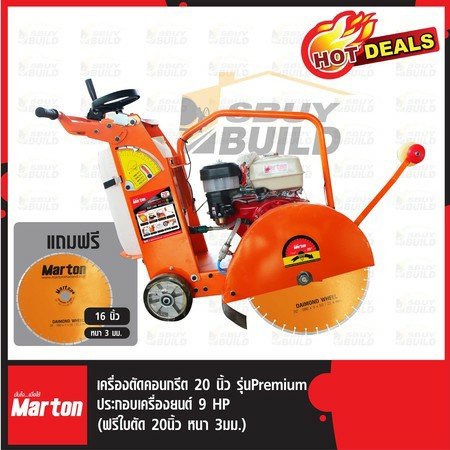 HOT DEALS
SBUY
BUILD
แถมฟรี
Marton
16 นิ้ว
หนา 3 มม.
Marton
DAIMOND WHEEL
Marton
เครื่องตัดคอนกรีต 20 นิ้ว รุ่นPremium
ประกอบเครื่องยนต์ 9 HP
(ฟรีใบตัด 20นิ้ว หนา 3มม.)